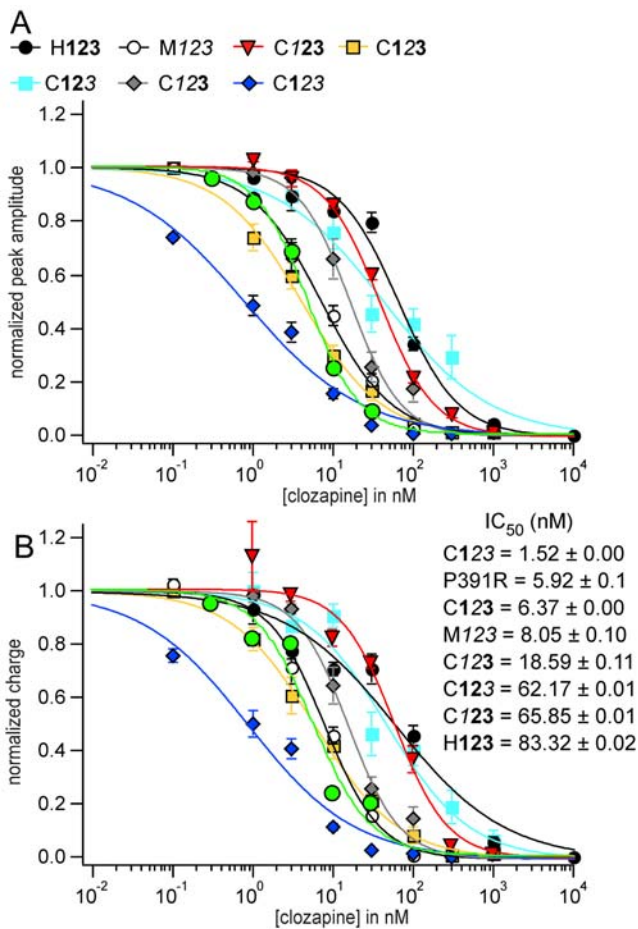 A
H123 M123 C123 C123
C123 C123 C123
1.2
1.0
0.8
0.6
0.4
0.2
0.0
normalized peak amplitude
10-2 10-1 100 101 102 103 104
[clozapine] in nM
B
1.2
1.0
0.8
0.6
0.4
0.2
0.0
normalized charge
IC50 (nM)
C123 = 1.52 ± 0.00
P391R = 5.92 ± 0.1
C123 = 6.37 ± 0.00
M123 = 8.05 ± 0.10
C123 = 18.59 ± 0.11
C123 = 62.17 ± 0.01
C123 = 65.85 ± 0.01
H123 = 83.32 ± 0.02
10-2 10-1 100 101 102 103 104
[clozapine] in nM